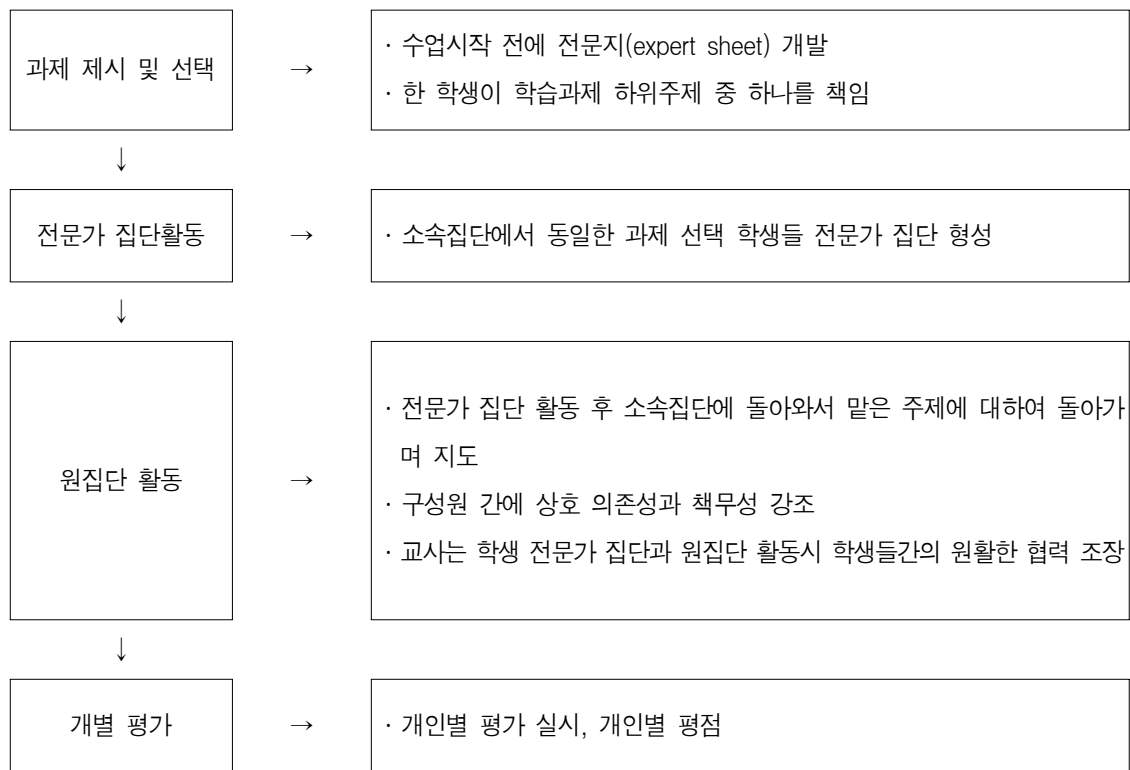 과제 제시 및 선택
→
· 수업시작 전에 전문지(expert sheet) 개발
· 한 학생이 학습과제 하위주제 중 하나를 책임
↓
전문가 집단활동
→
· 소속집단에서 동일한 과제 선택 학생들 전문가 집단 형성
↓
원집단 활동
→
· 전문가 집단 활동 후 소속집단에 돌아와서 맡은 주제에 대하여 돌아가
며 지도
· 구성원 간에 상호 의존성과 책무성 강조
· 교사는 학생 전문가 집단과 원집단 활동시 학생들간의 원활한 협력 조장
↓
개별 평가
→
· 개인별 평가 실시, 개인별 평점